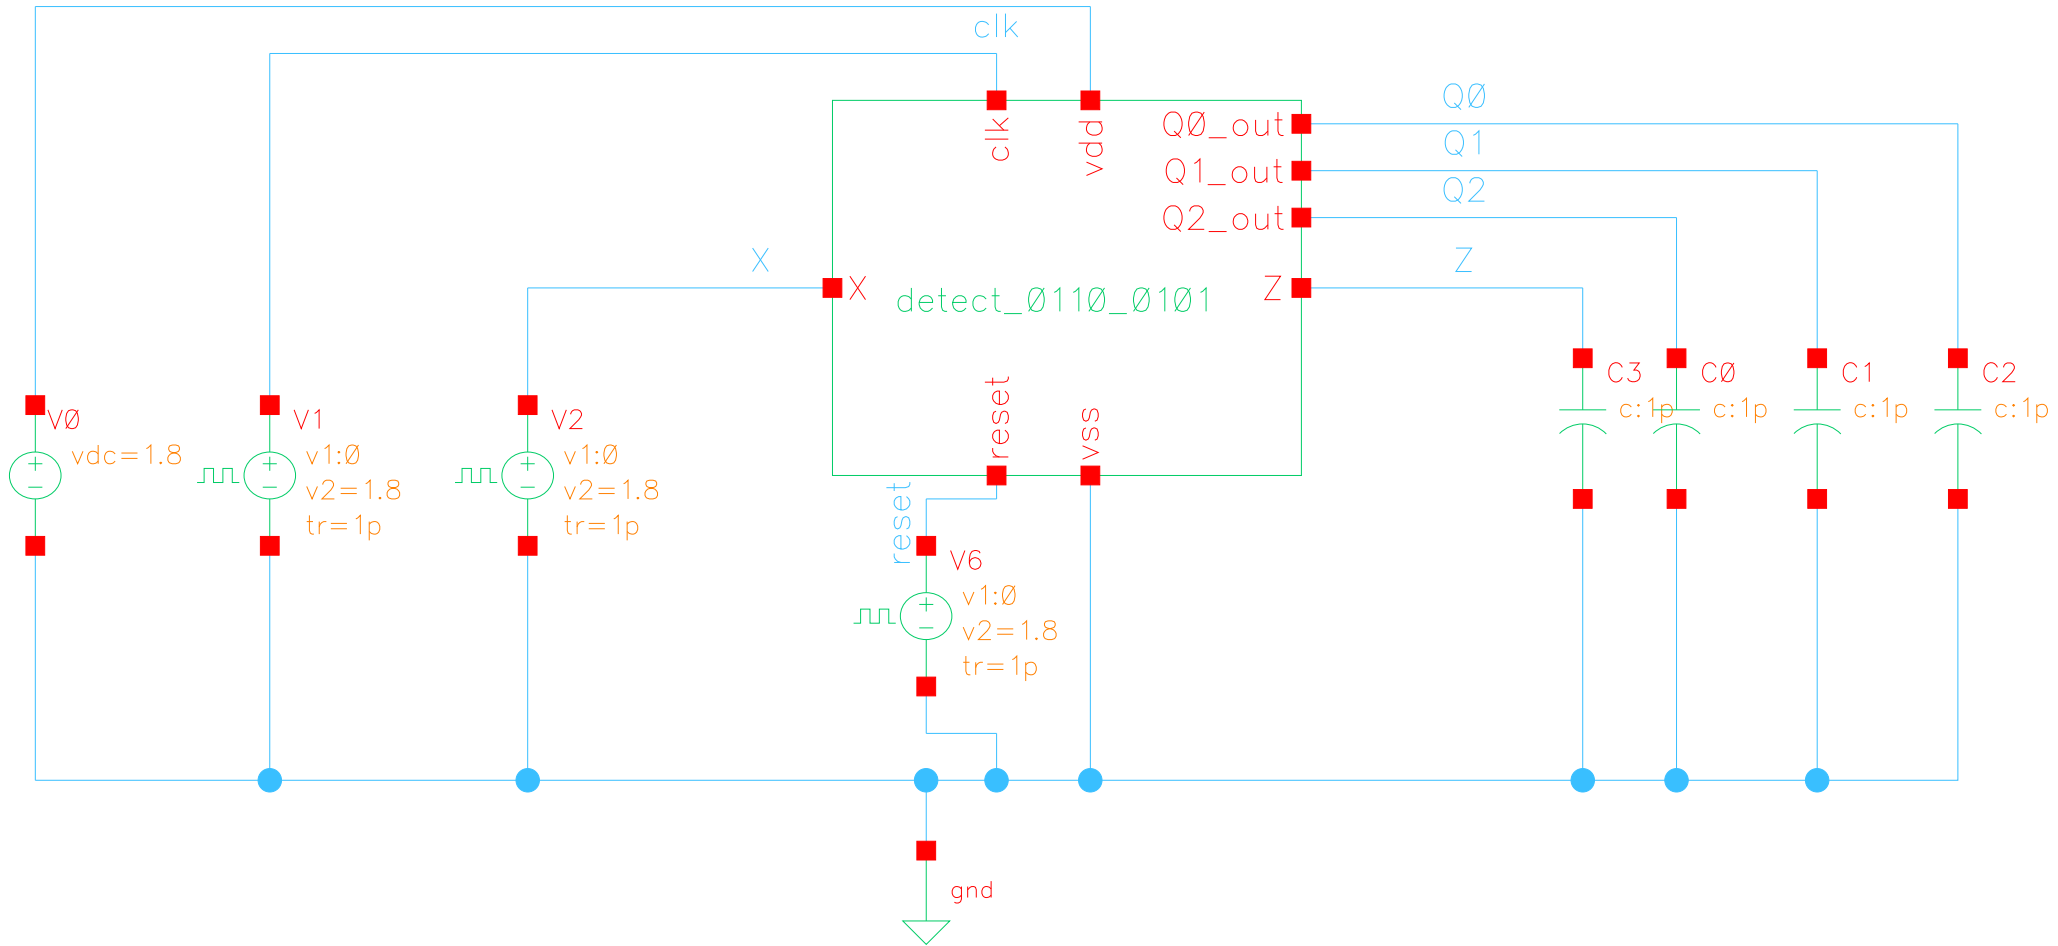 clk
Q0
Q1
Q2
X
Z
clk
vdd
Q0_out
Q1_out
Q2_out
X
detect_0110_0101
Z
reset
vss
reset
V0
vdc=1.8
V1
v1:0
v2=1.8
tr=1p
V2
v1:0
v2=1.8
tr=1p
V6
v1:0
v2=1.8
tr=1p
C3
c:1p
C0
c:1p
C1
c:1p
C2
c:1p
gnd